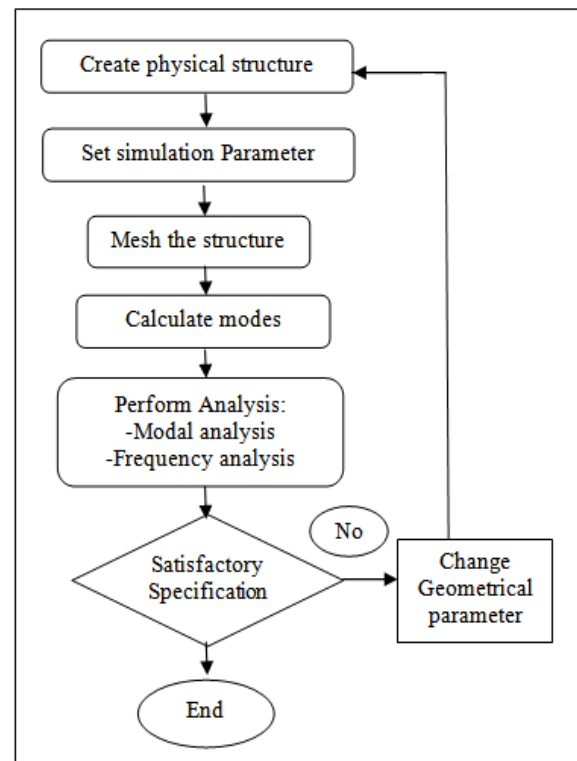 Create physical structure
Set simulation Parameter
Mesh the structure
Calculate modes
Perform Analysis:
-Modal analysis
-Frequency analysis
Satisfactory
Specification
No
Change
Geometrical
parameter
End